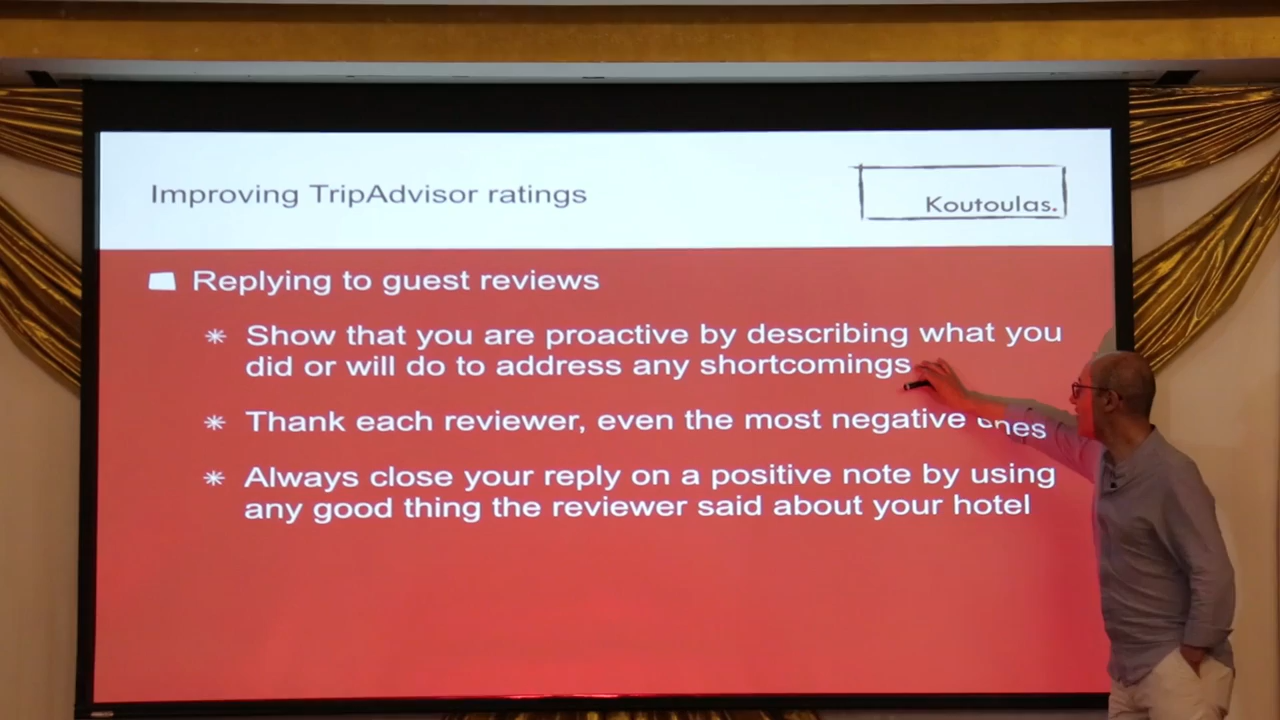 Improving TripAdvisor ratings
Koutoulas.
Replying to guest reviews
Show that you are proactive by describing what you
did or will do to address any shortcomings
Thank each reviewer, even the most negative ones
Always close your reply on a positive note by using
any good thing the reviewer said about your hotel